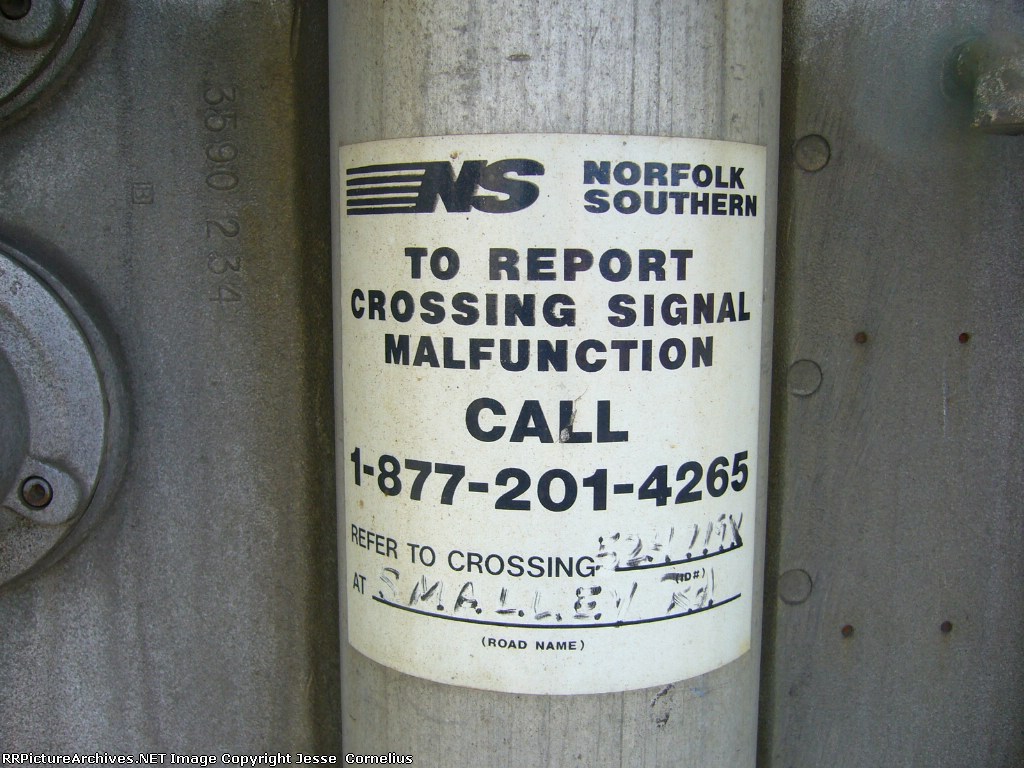 3590 234
NS NORFOLK
SOUTHERN
TO REPORT
CROSSING SIGNAL
MALFUNCTION
CALL
1-877-201-4265
REFER TO CROSSING
(ID#)
AT SMALLEY Rd
(ROAD NAME)
RRPictureArchives.NET Image Copyright Jesse Cornelius